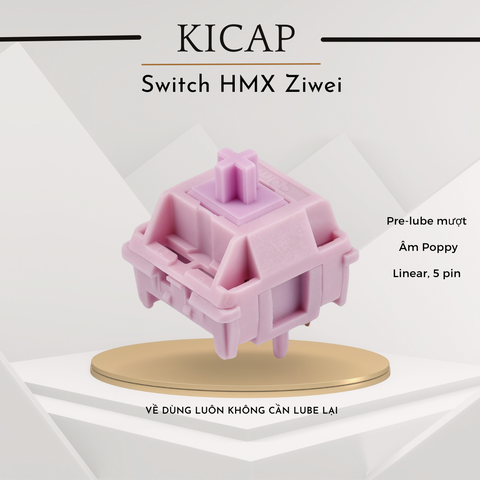 KICAP
Switch HMX Ziwei
Pre-lube mượt
Âm Poppy
Linear, 5 pin
VỀ DÙNG LUÔN KHÔNG CẦN LUBE LẠI